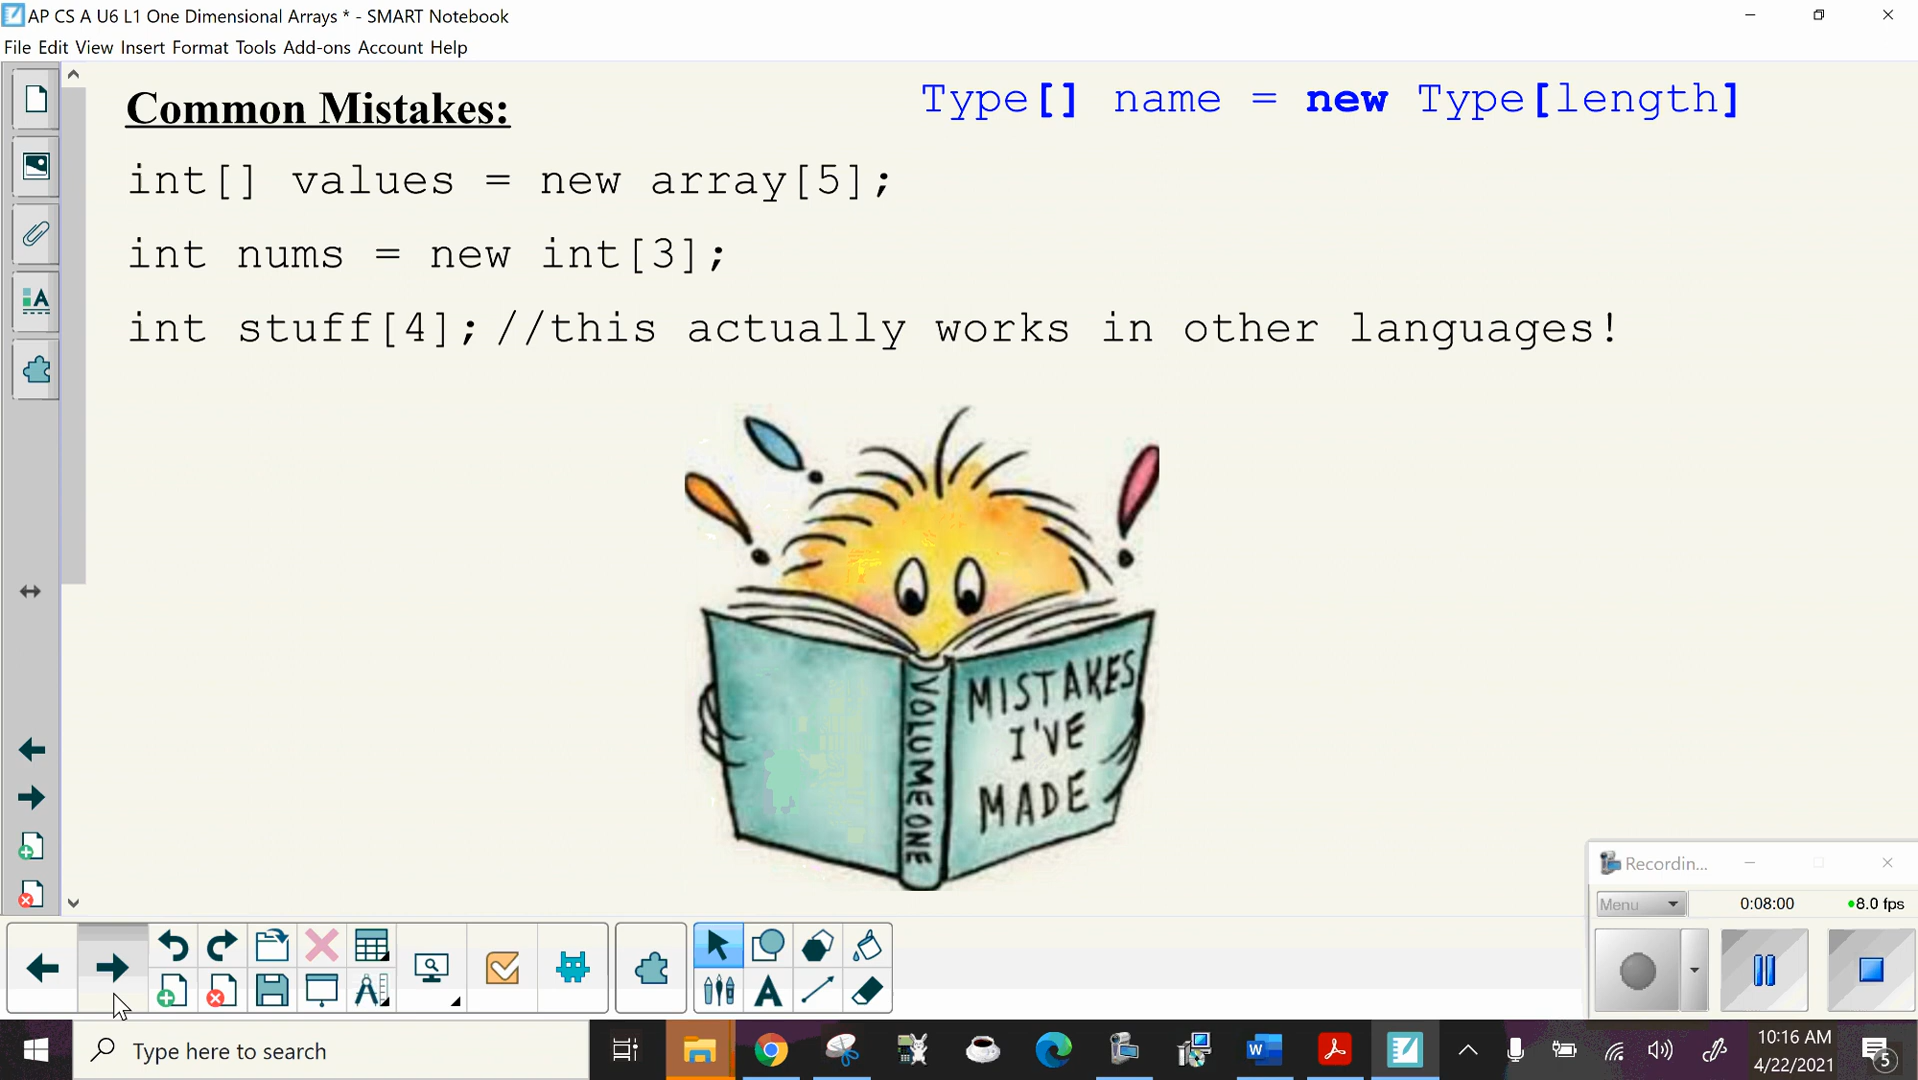 AP CS A U6 L1 One Dimensional Arrays * - SMART Notebook
File Edit View Insert Format Tools Add-ons Account Help
Common Mistakes:
Type[] name = new Type[length]
int[] values = new array[5];
int nums = new int[3];
int stuff[4]; //this actually works in other languages!
VOLUME ONE
MISTAKES
I'VE
MADE
Recordin...
Menu
0:08:00
8.0 fps
Type here to search
10:16 AM
4/22/2021
5